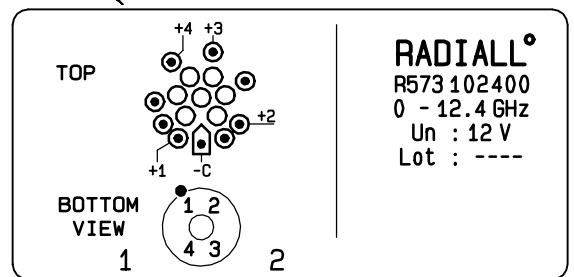 +4 +3
TOP
+2
+1 -C
BOTTOM
VIEW
1 2
4 3
1 2
RADIALL°
R573 102400
0 - 12.4 GHz
Un : 12 V
Lot : ----